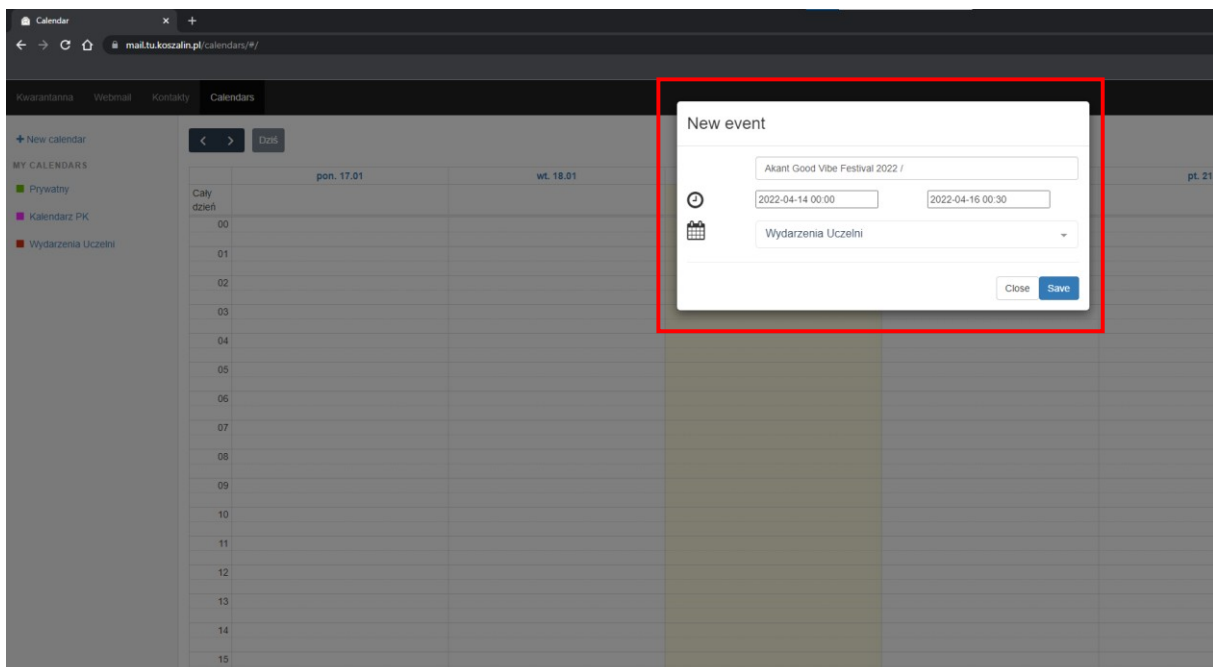 Calendar
mail.tu.koszalin.pl/calendars/#/
Kwarantanna Webmail Kontakty Calendars
+ New calendar
MY CALENDARS
Prywatny
Kalendarz PK
Wydarzenia Uczelni
Dziś
pon. 17.01 wt. 18.01 pt. 21
Cały
dzień
00
01
02
03
04
05
06
07
08
09
10
11
12
13
14
15
New event
Akant Good Vibe Festival 2022 /
2022-04-14 00:00 2022-04-16 00:30
Wydarzenia Uczelni
Close Save